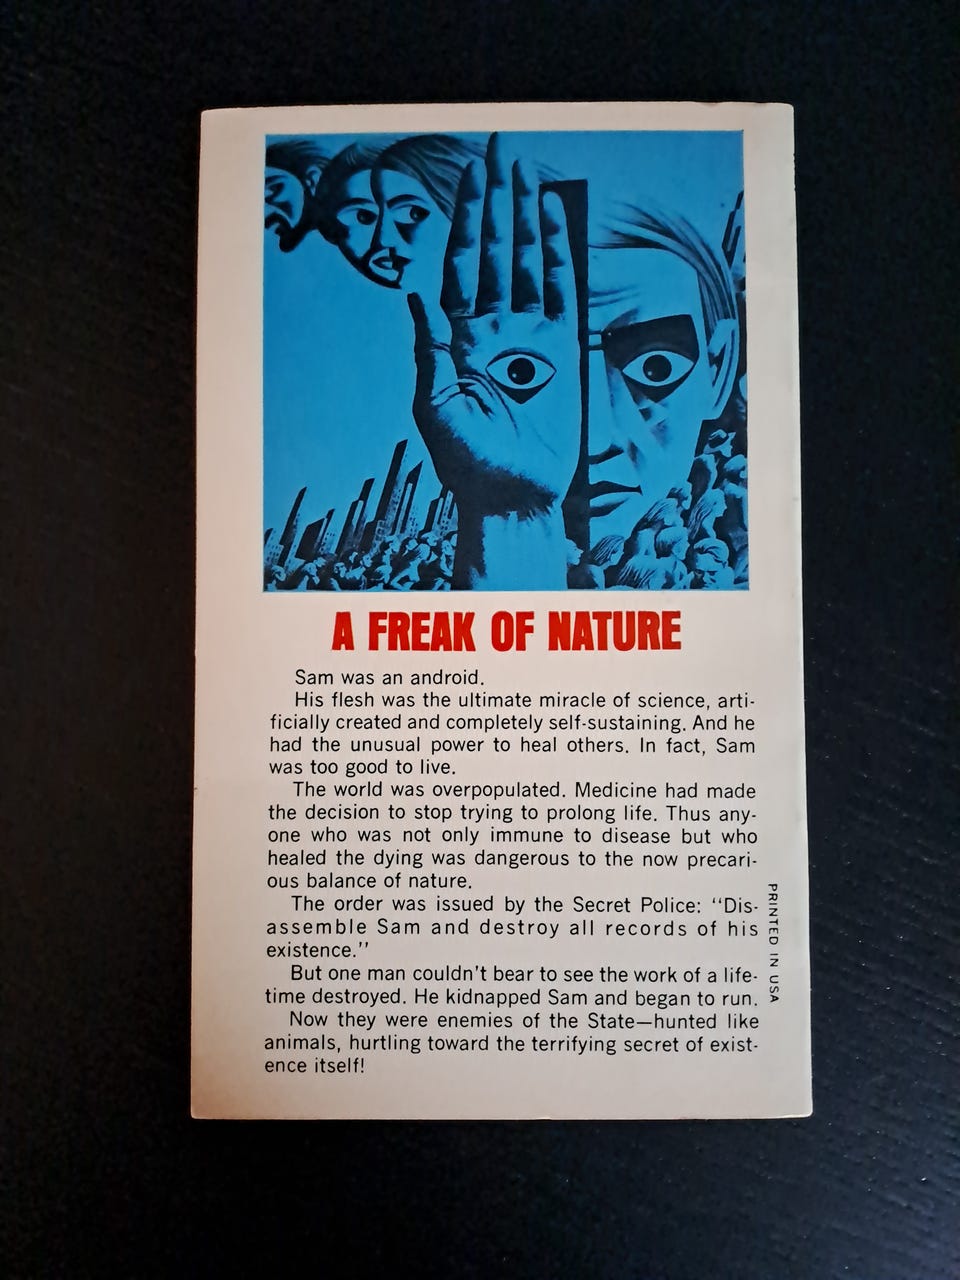 A FREAK OF NATURE
Sam was an android.
His flesh was the ultimate miracle of science, arti-
ficially created and completely self-sustaining. And he
had the unusual power to heal others. In fact, Sam
was too good to live.
The world was overpopulated. Medicine had made
the decision to stop trying to prolong life. Thus any-
one who was not only immune to disease but who
healed the dying was dangerous to the now precari-
ous balance of nature.
The order was issued by the Secret Police: “Dis-
assemble Sam and destroy all records of his
existence.”
But one man couldn't bear to see the work of a life-
time destroyed. He kidnapped Sam and began to run.
Now they were enemies of the State—hunted like
animals, hurtling toward the terrifying secret of exist-
ence itself!
PRINTED IN USA